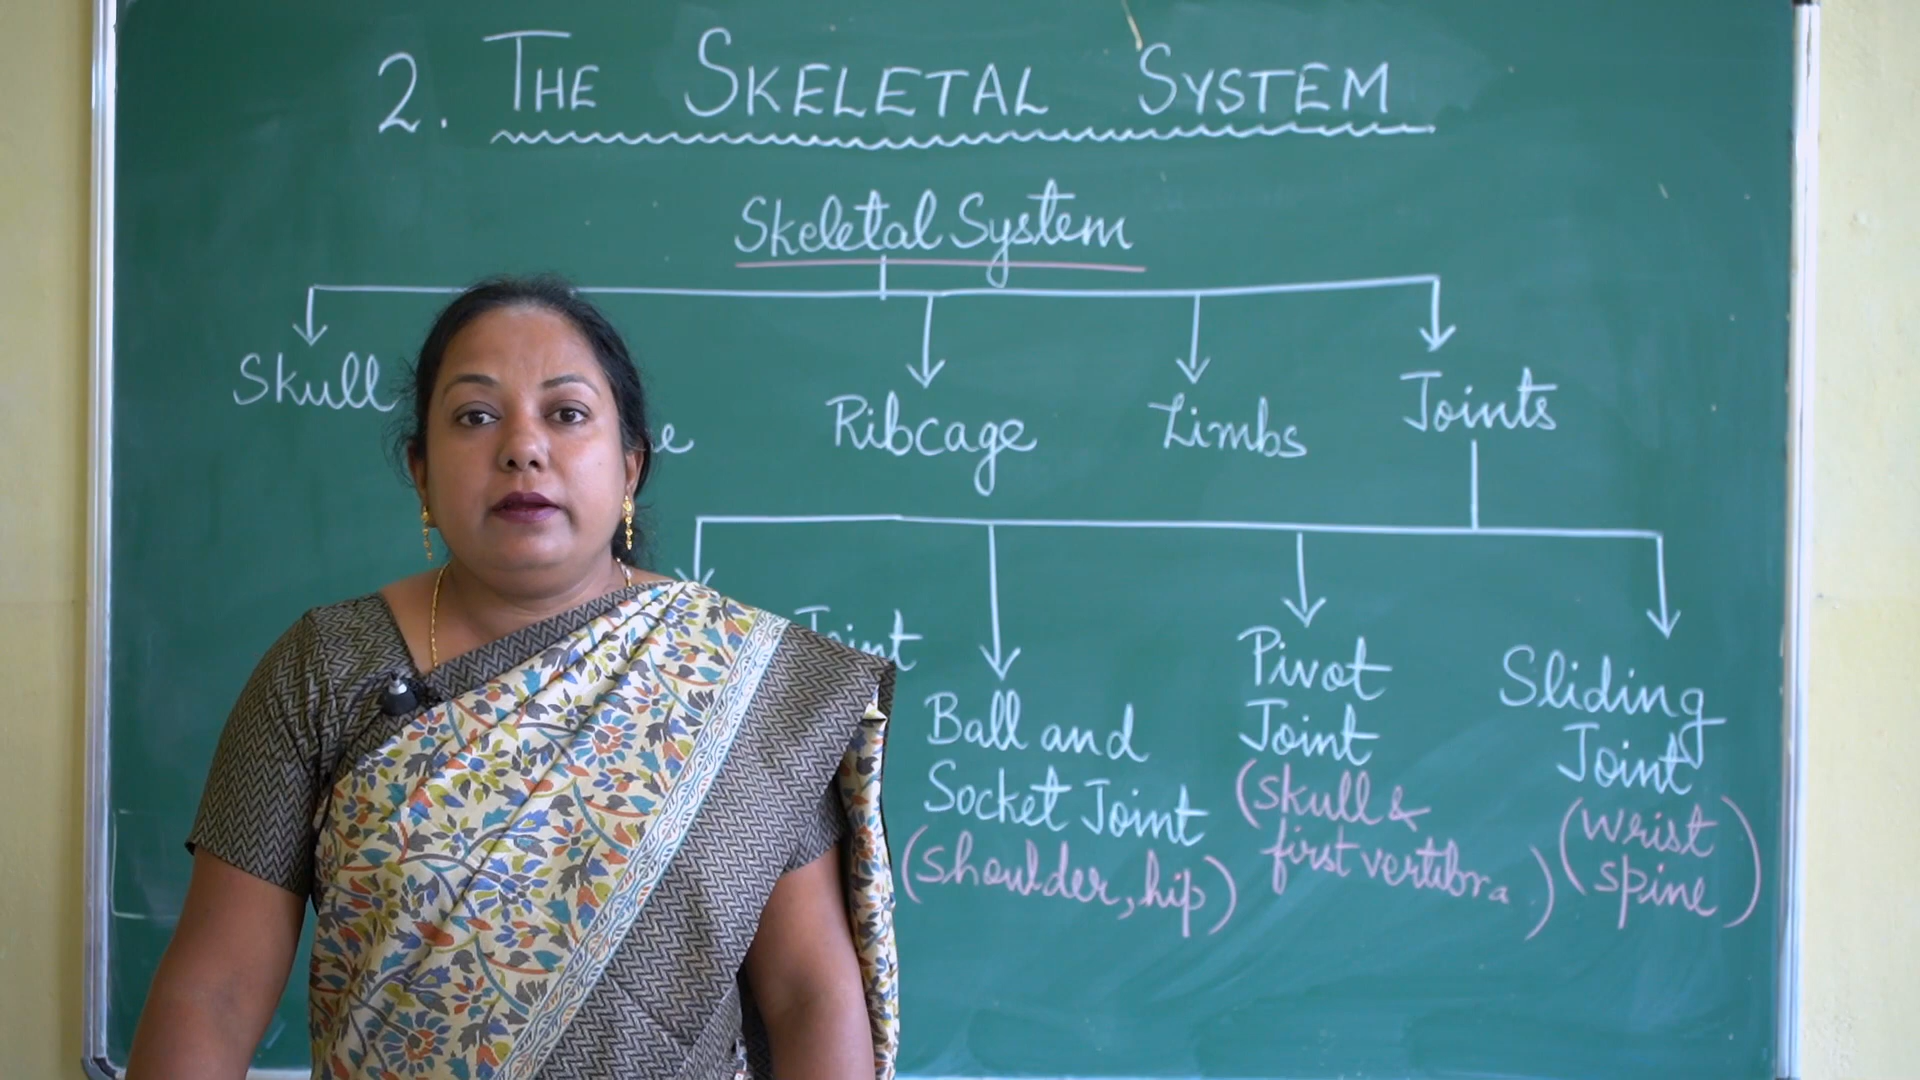 2. THE SKELETAL SYSTEM
Skeletal System
Skull
Ribcage
Limbs
Joints
Joint
Ball and
Socket Joint
(shoulder, hip)
Pivot
Joint
(skull &
first vertibra)
Sliding
Joint
(wrist
spine)